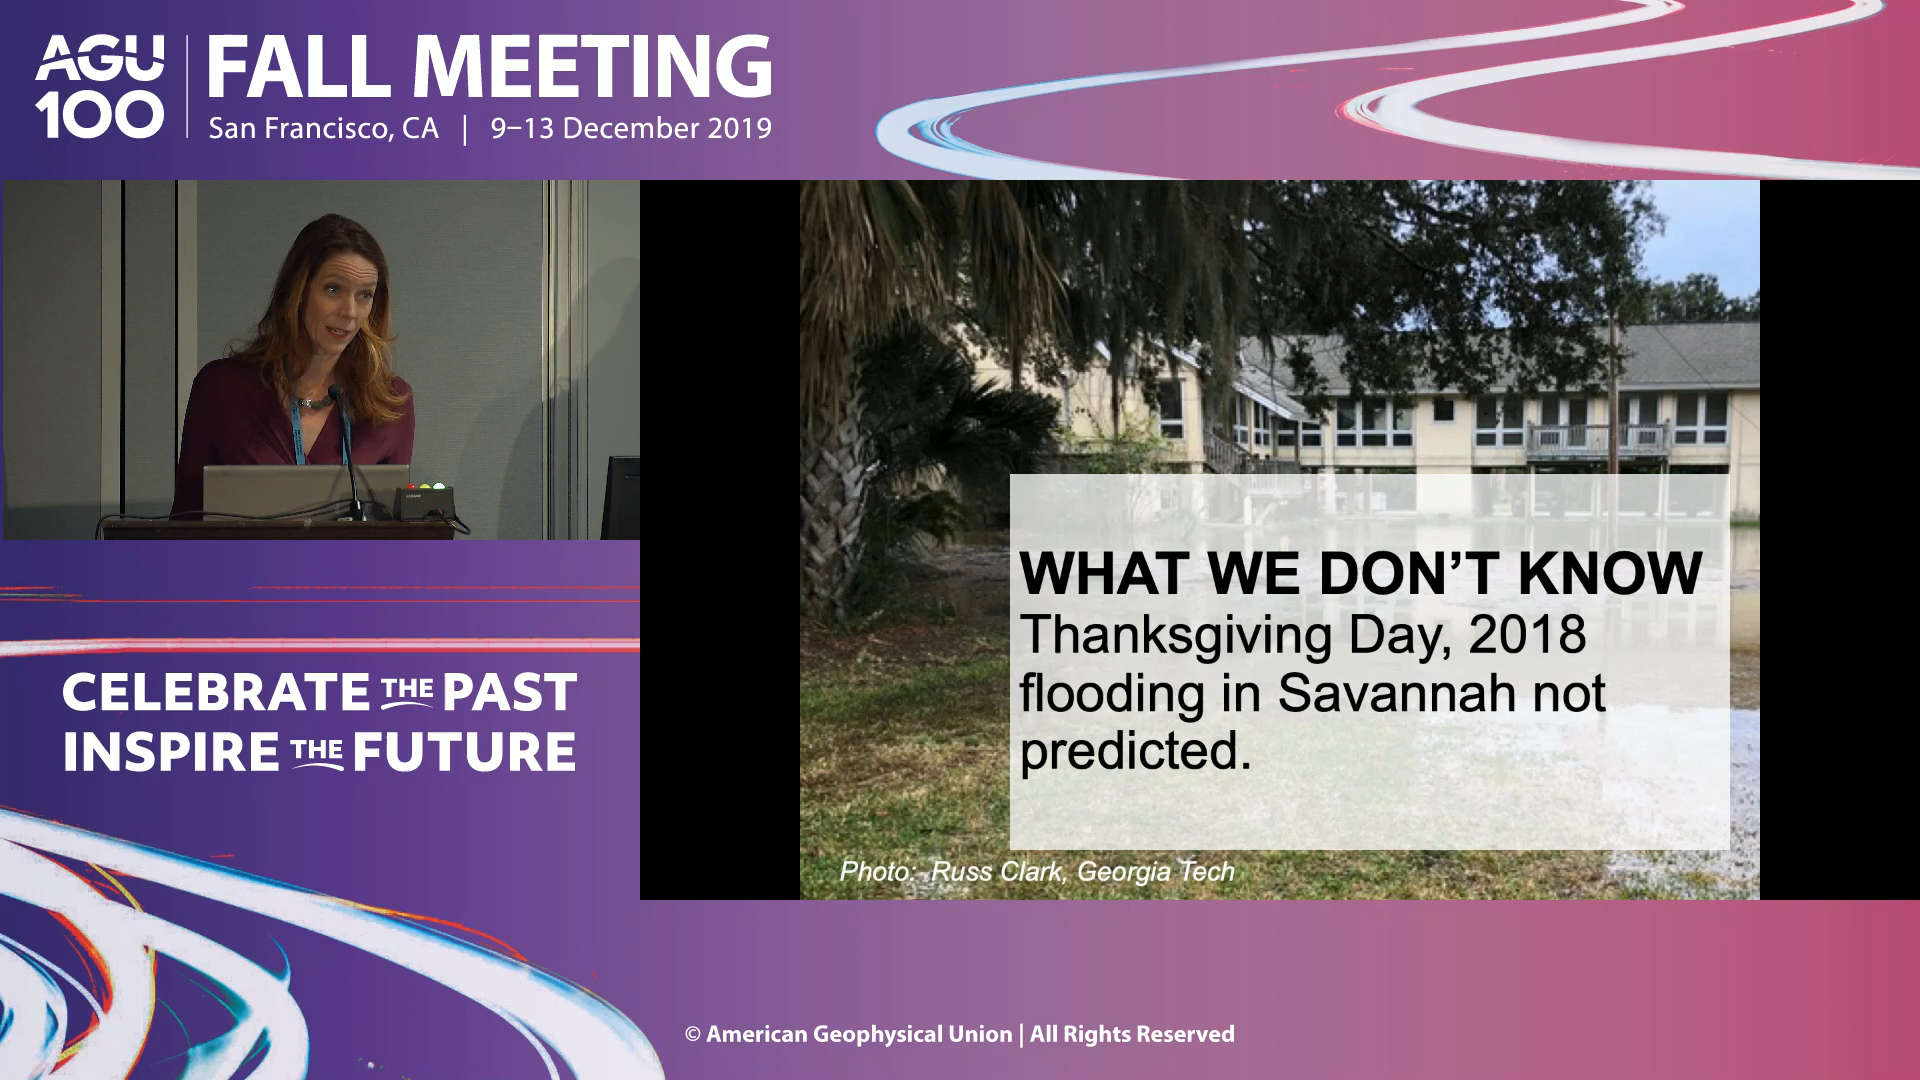 AGU
100
FALL MEETING
San Francisco, CA | 9–13 December 2019
WHAT WE DON’T KNOW
Thanksgiving Day, 2018
flooding in Savannah not
predicted.
Photo: Russ Clark, Georgia Tech
CELEBRATE THE PAST
INSPIRE THE FUTURE
© American Geophysical Union | All Rights Reserved